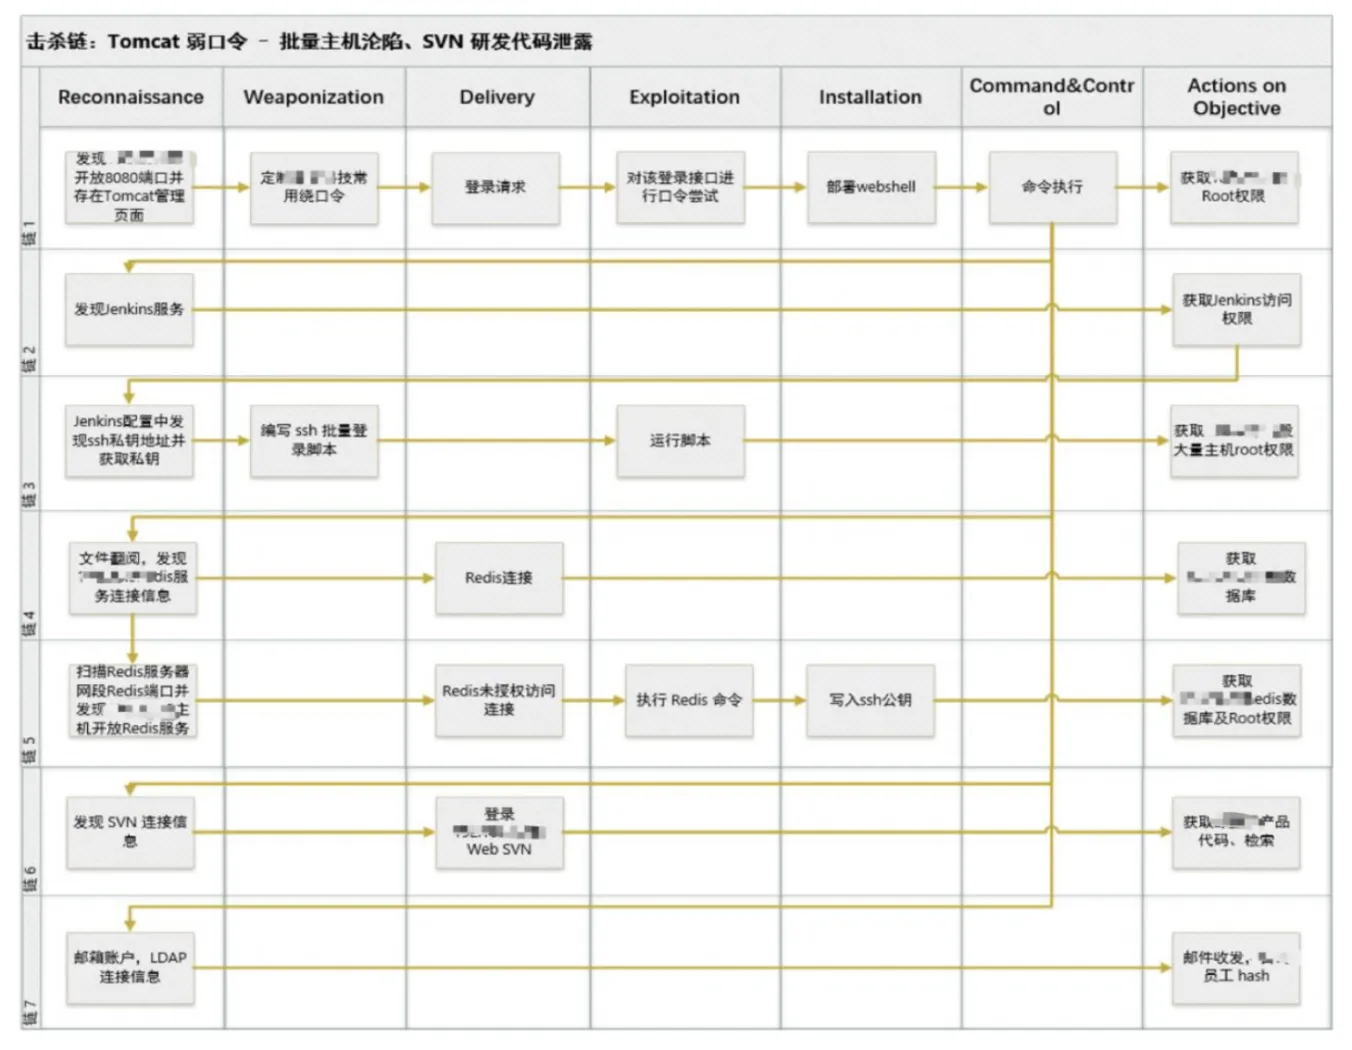 击杀链：Tomcat 弱口令 － 批量主机沦陷、SVN 研发代码泄露
Reconnaissance
Weaponization
Delivery
Exploitation
Installation
Command&Contr
ol
Actions on
Objective
链1
发现
开放8080端口并
存在Tomcat管理
页面
定制 技常
用绕口令
登录请求
对该登录接口进
行口令尝试
部署webshell
命令执行
获取
Root权限
链2
发现Jenkins服务
获取Jenkins访问
权限
链3
Jenkins配置中发
现ssh私钥地址并
获取私钥
编写 ssh 批量登
录脚本
运行脚本
获取 段
大量主机root权限
链4
文件翻阅，发现
dis服
务连接信息
Redis连接
获取
数
据库
链5
扫描Redis服务器
网段Redis端口并
发现 主
机开放Redis服务
Redis未授权访问
连接
执行 Redis 命令
写入ssh公钥
获取
edis数
据库及Root权限
链6
发现 SVN 连接信
息
登录
Web SVN
获取 产品
代码、检索
链7
邮箱账户，LDAP
连接信息
邮件收发，
员工 hash